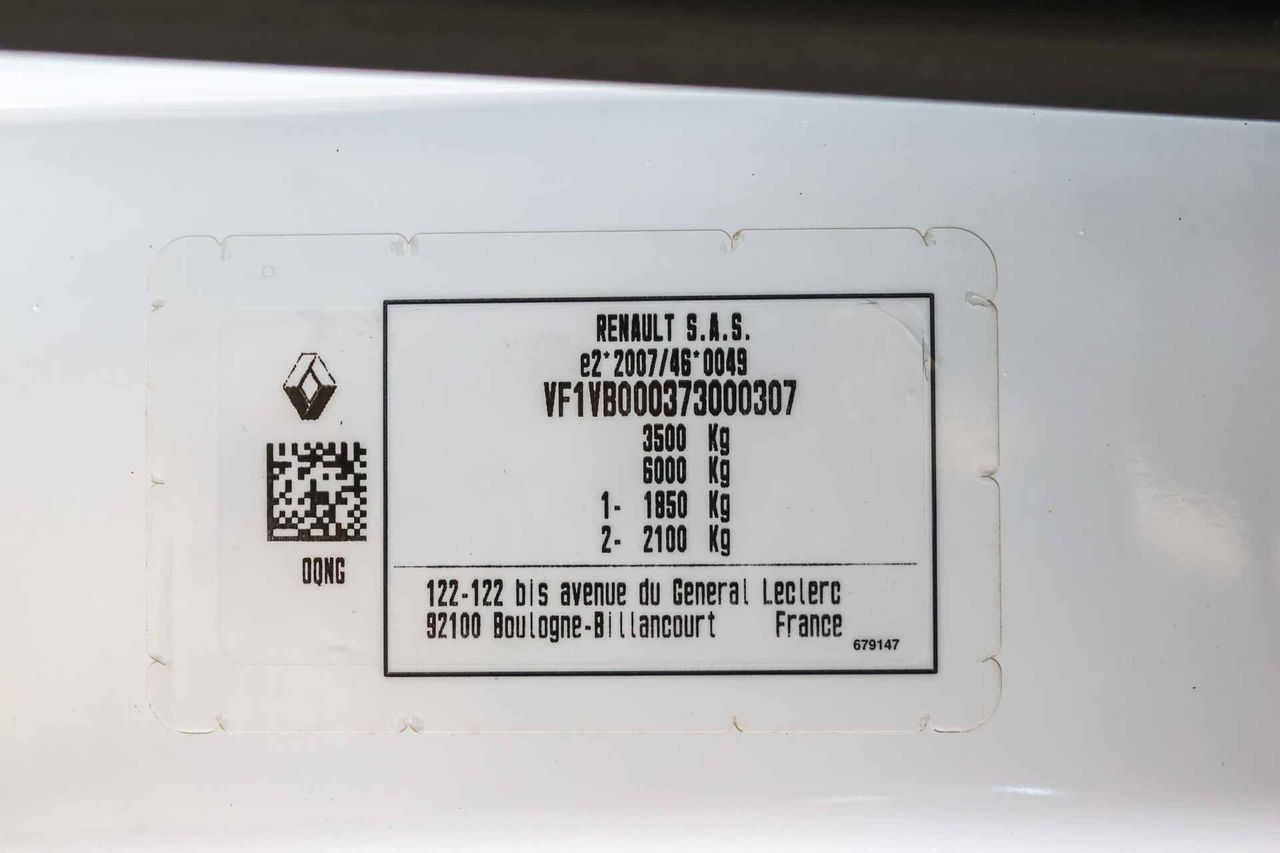 RENAULT S.A.S.
e2*2007/46*0049
VF1VB000373000307
3500 Kg
6000 Kg
1- 1850 Kg
2- 2100 Kg
OQNG
122-122 bis avenue du General Leclerc
92100 Boulogne-Billancourt France
679147